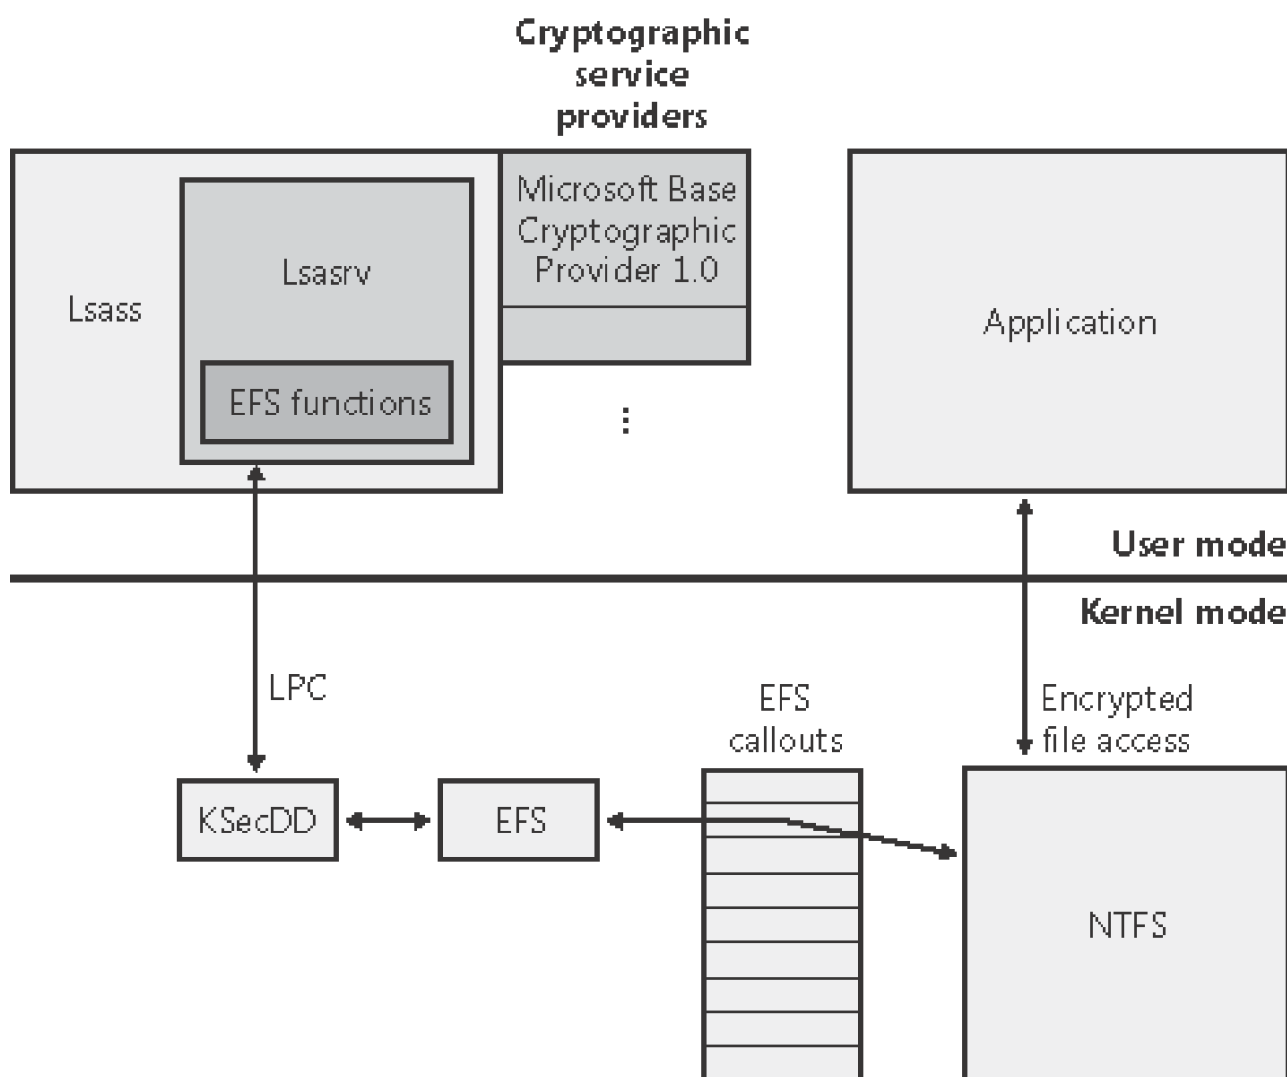 Cryptographic
service
providers
Microsoft Base
Cryptographic
Provider 1.0
Lsass
Lsasrv
EFS functions
⋮
Application
User mode
Kernel mode
LPC
EFS
callouts
Encrypted
file access
KSecDD
EFS
NTFS